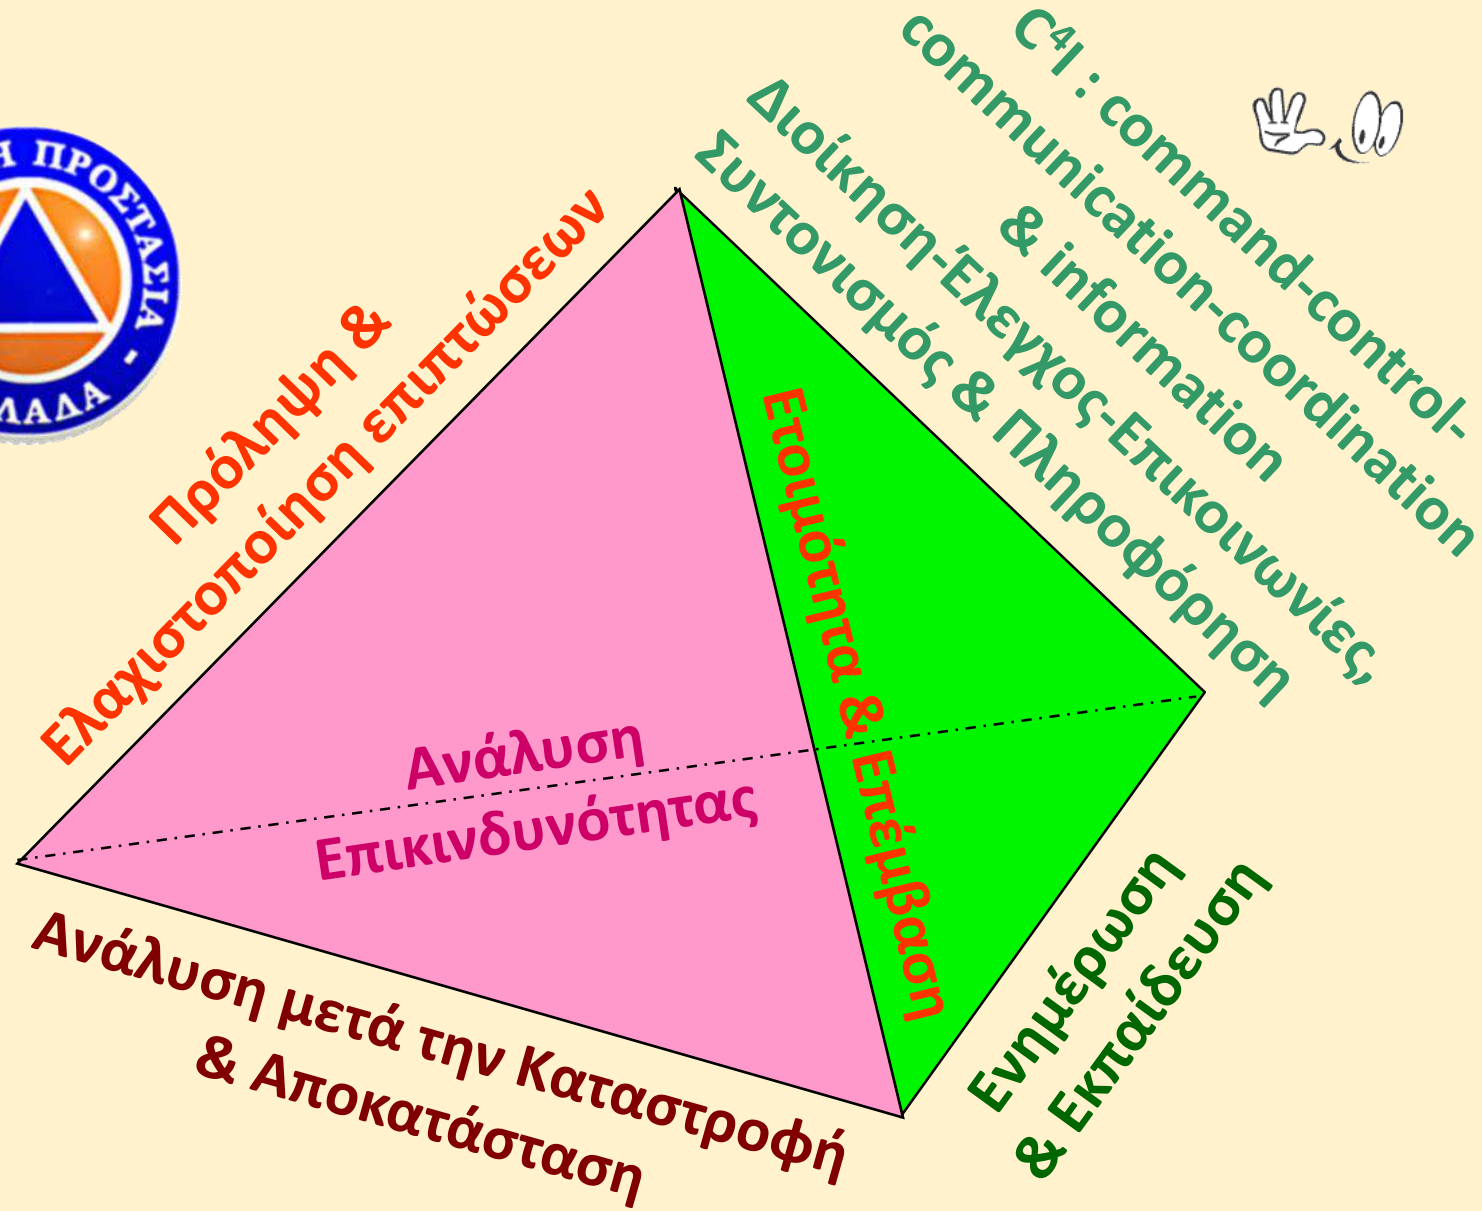 Η ΠΡΟΣΤΑΣΙΑ
Πρόληψη &
Ελαχιστοποίηση επιπτώσεων
C⁴I : command-control-
communication-coordination
& information
Διοίκηση-Έλεγχος-Επικοινωνίες,
Συντονισμός & Πληροφόρηση
Ετοιμότητα & Επέμβαση
Ανάλυση
Επικινδυνότητας
Ανάλυση μετά την Καταστροφή
& Αποκατάσταση
Ενημέρωση
& Εκπαίδευση